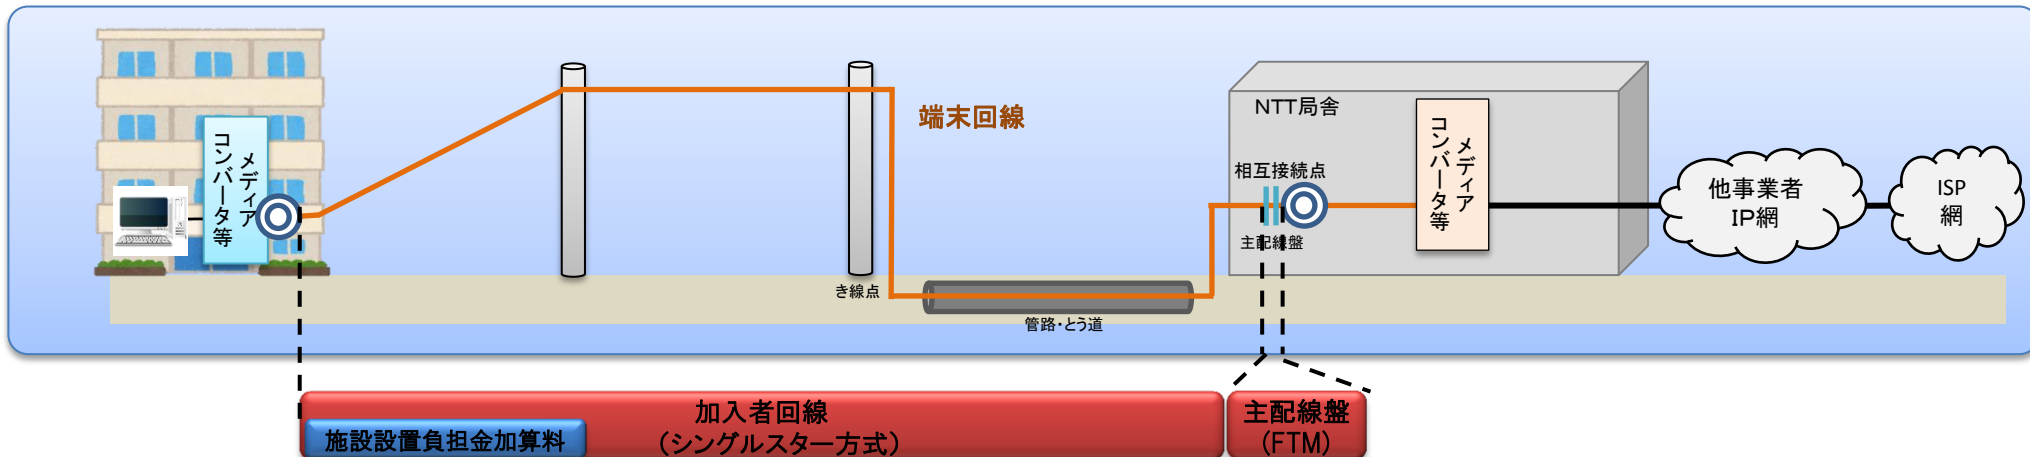 メディア
コンバータ等
き線点
端末回線
管路・とう道
NTT局舎
相互接続点
主配線盤
メディア
コンバータ等
他事業者
IP網
ISP
網
加入者回線
(シングルスター方式)
施設設置負担金加算料
主配線盤
(FTM)